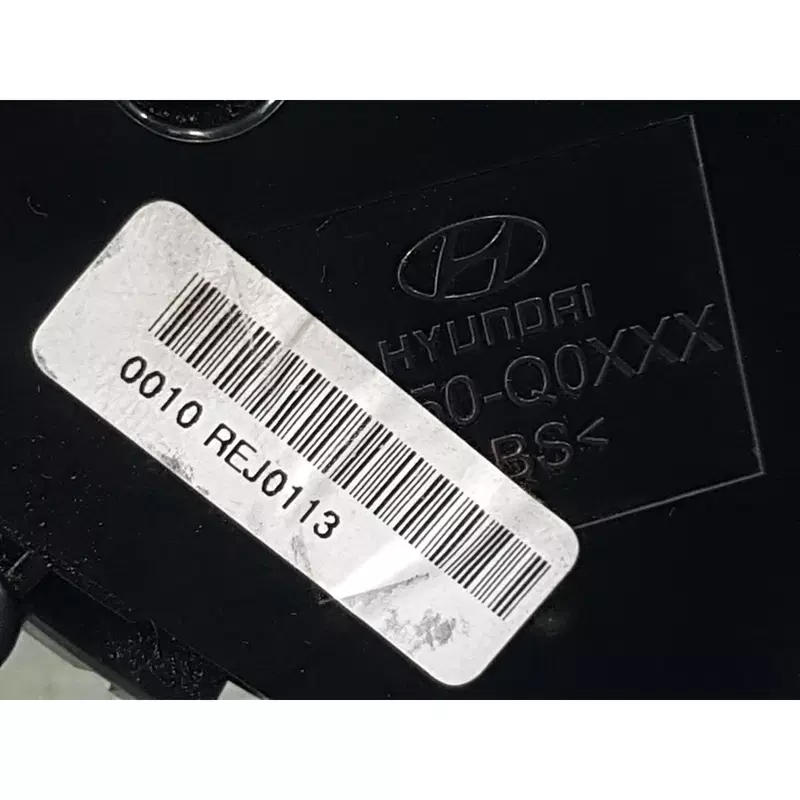 HYUNDAI
50-Q0XXX
BS<
0010 REJ0113